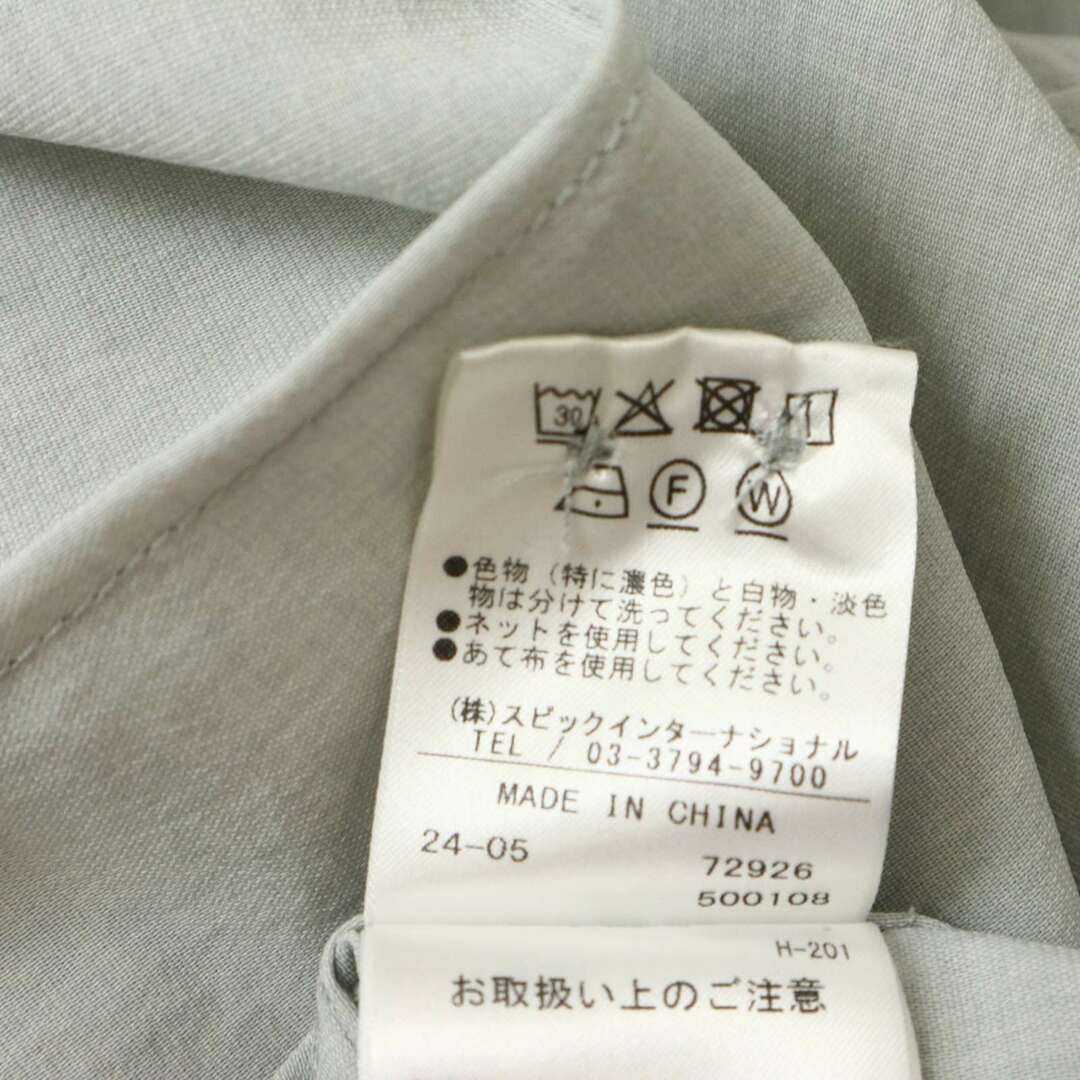 30
F W
●色物（特に濃色）と白物・淡色
物は分けて洗ってください。
●ネットを使用してください。
●あて布を使用してください。
(株)スピックインターナショナル
TEL / 03-3794-9700
MADE IN CHINA
24-05
72926
500108
H-201
お取扱い上のご注意